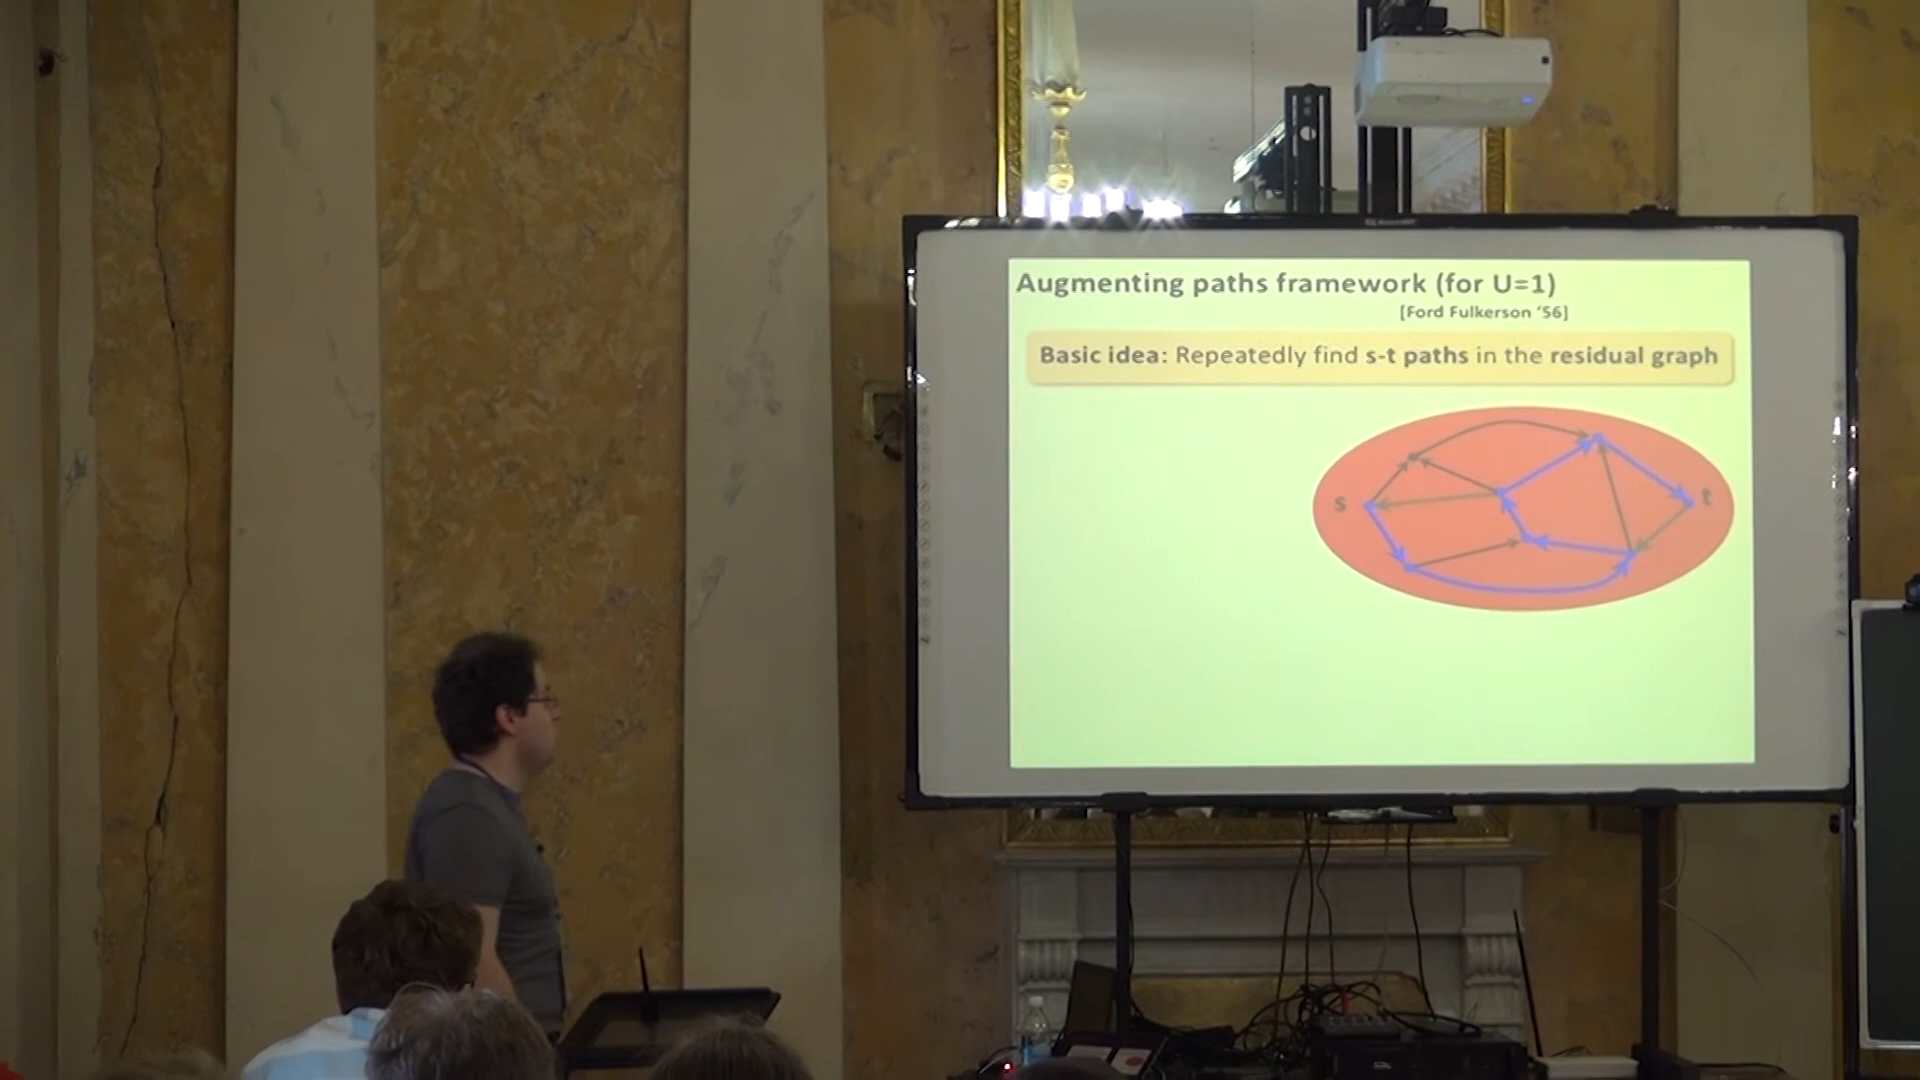 Augmenting paths framework (for U=1)
[Ford Fulkerson '56]
Basic idea: Repeatedly find s-t paths in the residual graph
s
t